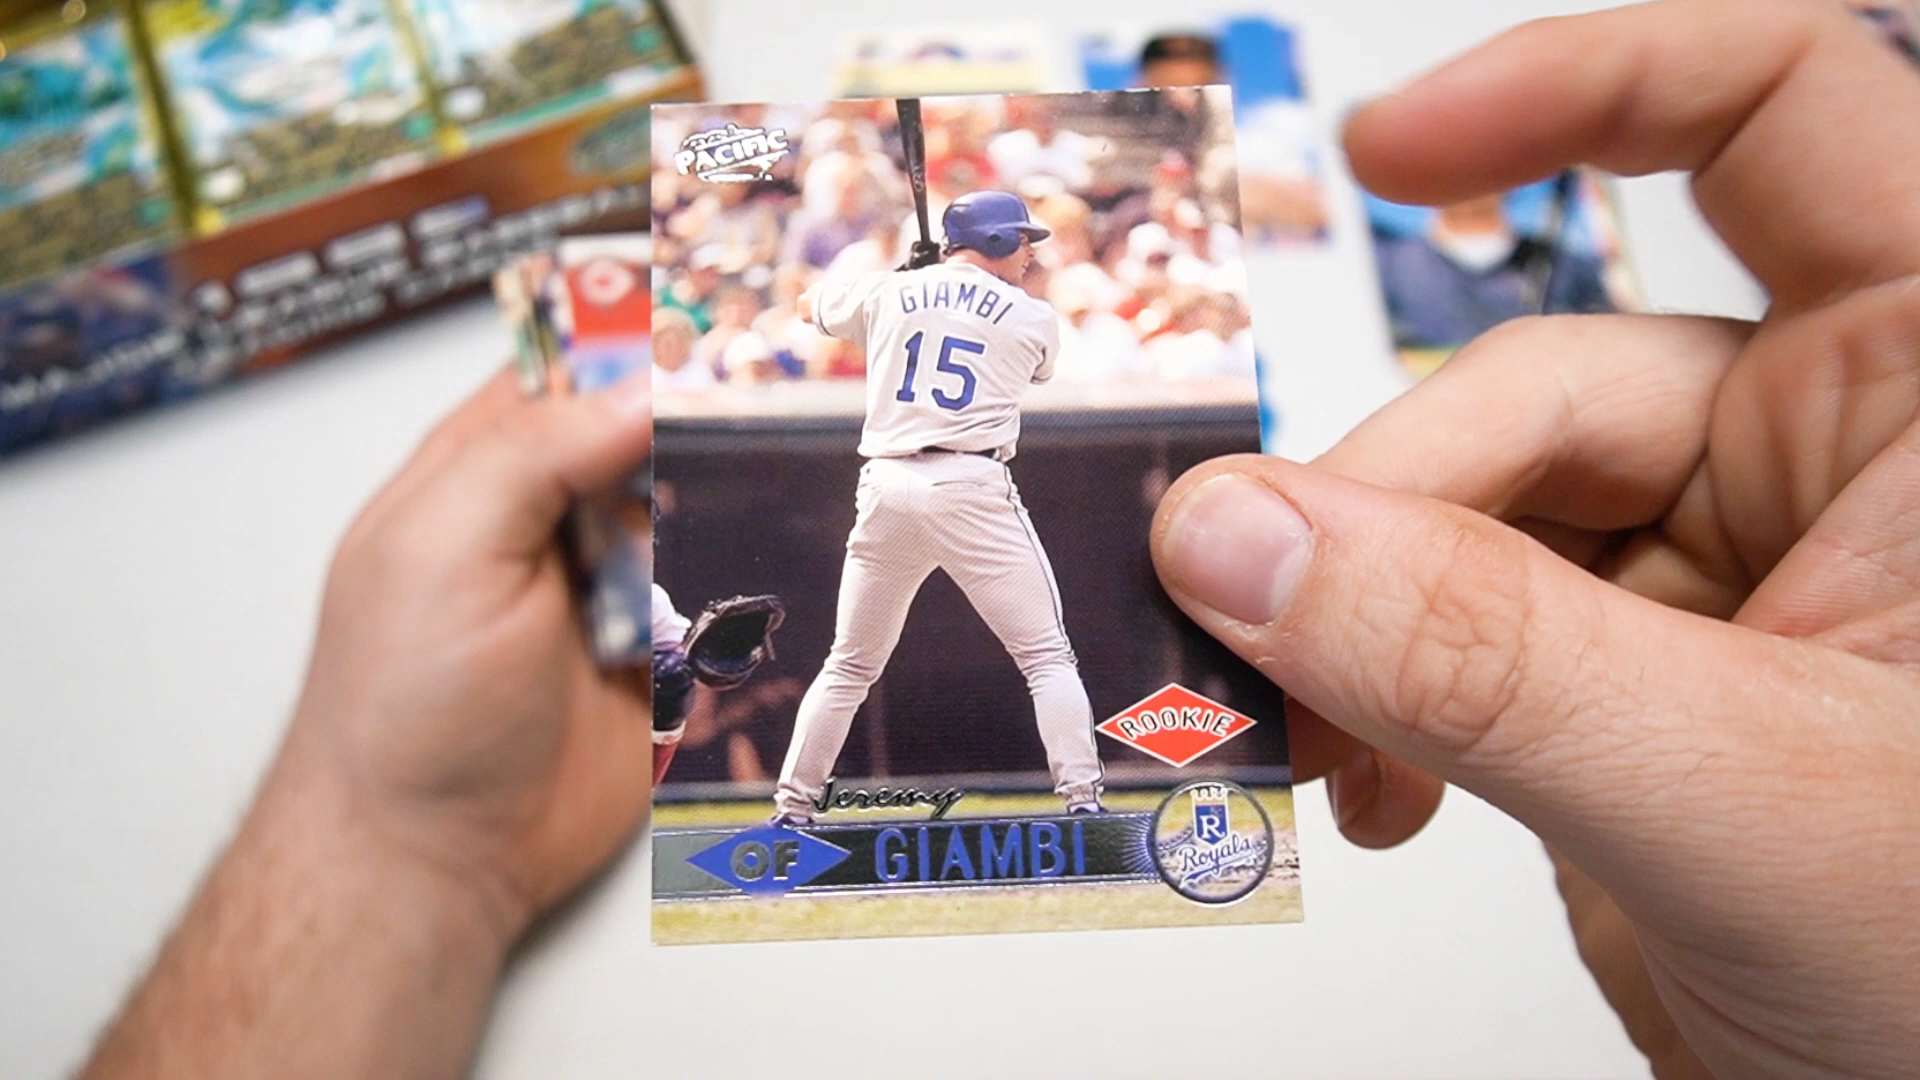 PACIFIC
GIAMBI
15
ROOKIE
Jeremy
OF GIAMBI
R
Royals